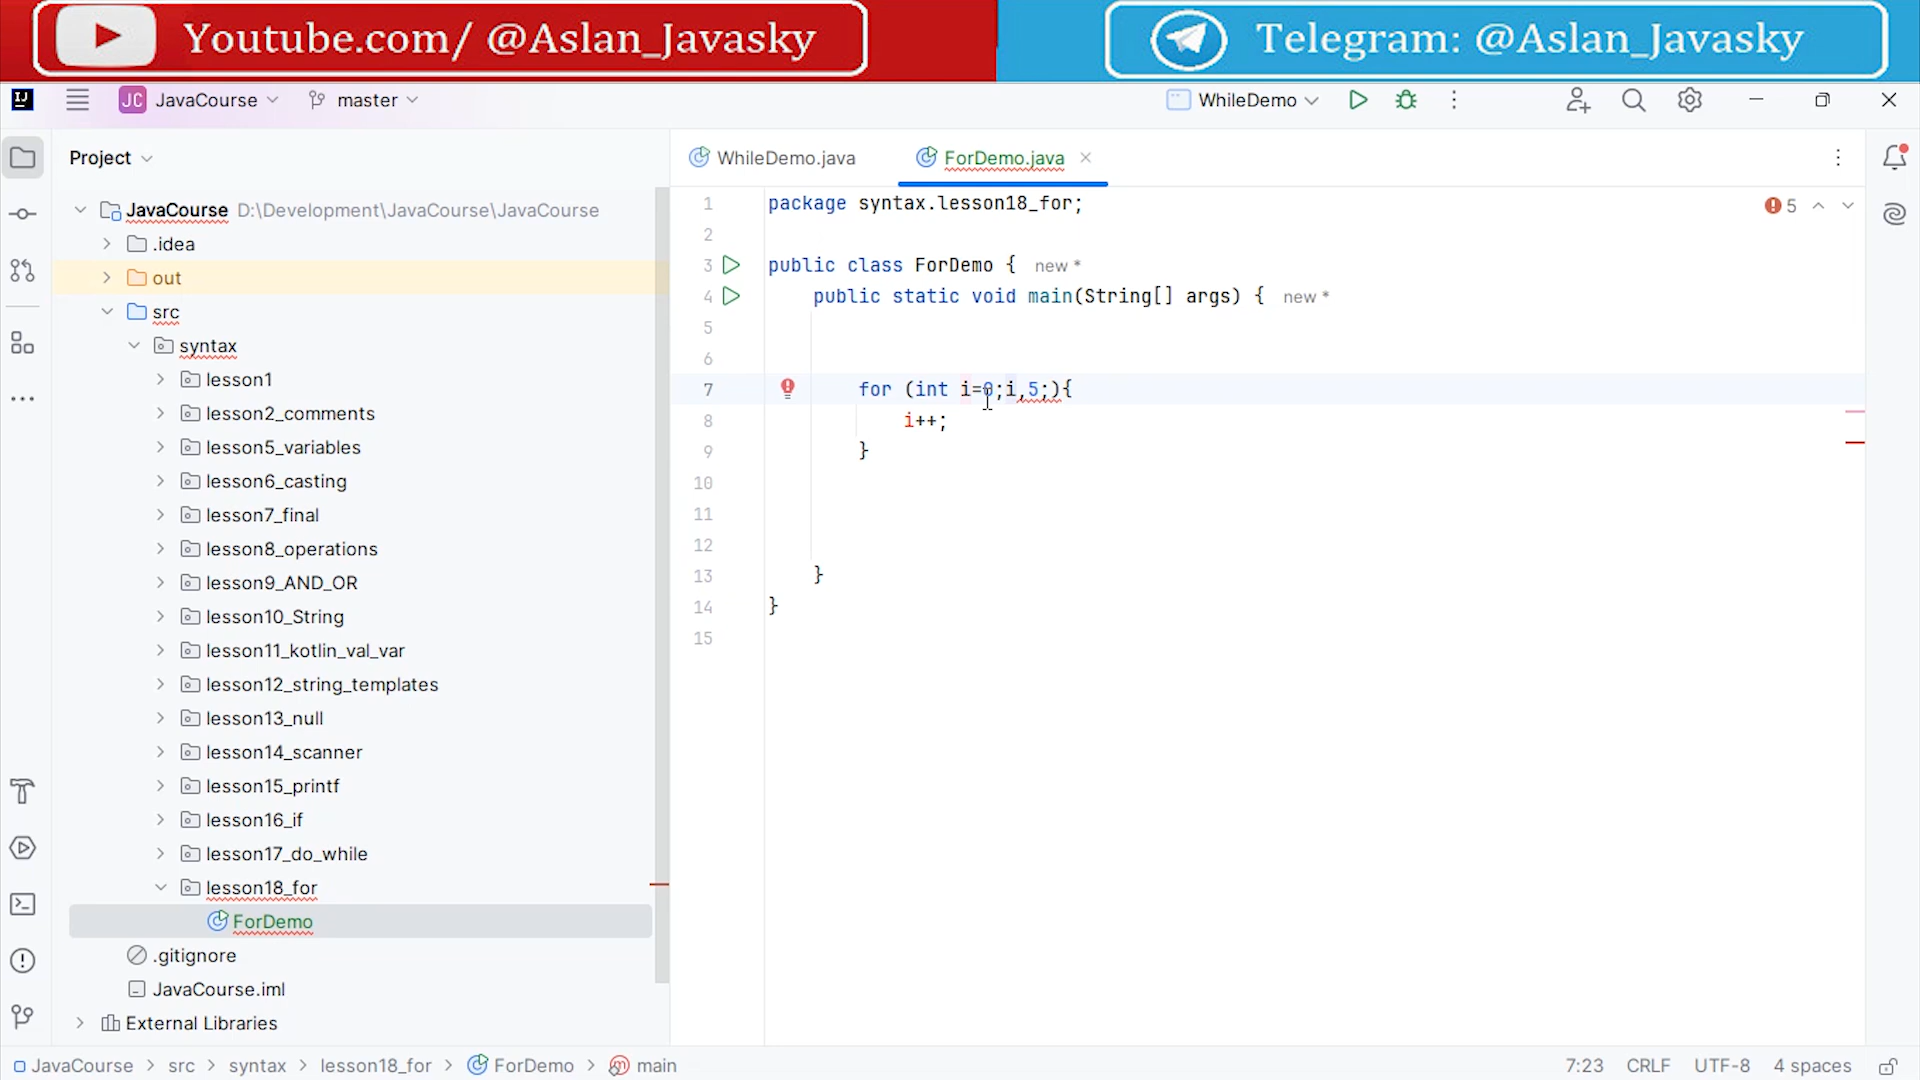 Youtube.com/ @Aslan_Javasky
Telegram: @Aslan_Javasky
JC JavaCourse master WhileDemo
Project
WhileDemo.java ForDemo.java
JavaCourse D:\Development\JavaCourse\JavaCourse
.idea
out
src
syntax
lesson1
lesson2_comments
lesson5_variables
lesson6_casting
lesson7_final
lesson8_operations
lesson9_AND_OR
lesson10_String
lesson11_kotlin_val_var
lesson12_string_templates
lesson13_null
lesson14_scanner
lesson15_printf
lesson16_if
lesson17_do_while
lesson18_for
ForDemo
.gitignore
JavaCourse.iml
External Libraries
1 package syntax.lesson18_for;
5
2
3 public class ForDemo { new *
4 public static void main(String[] args) { new *
5
6
7 for (int i=0;i,5;){
8 i++;
9 }
10
11
12
13 }
14 }
15
JavaCourse > src > syntax > lesson18_for > ForDemo > main
7:23 CRLF UTF-8 4 spaces